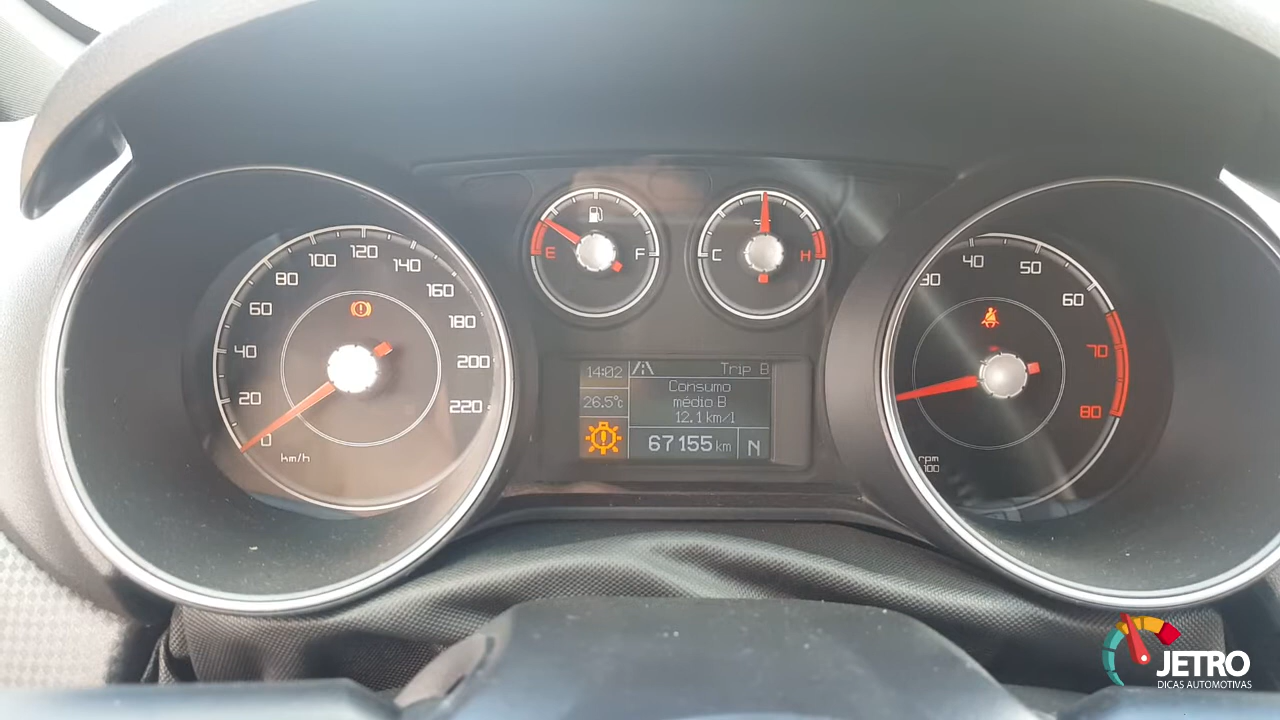 0
20
40
60
80
100
120
140
160
180
200
220
km/h
E
F
C
H
14:02
Trip B
26.5°c
Consumo
médio B
12.1 km/l
67155 km
N
30
40
50
60
70
80
rpm
100
JETRO
DICAS AUTOMOTIVAS